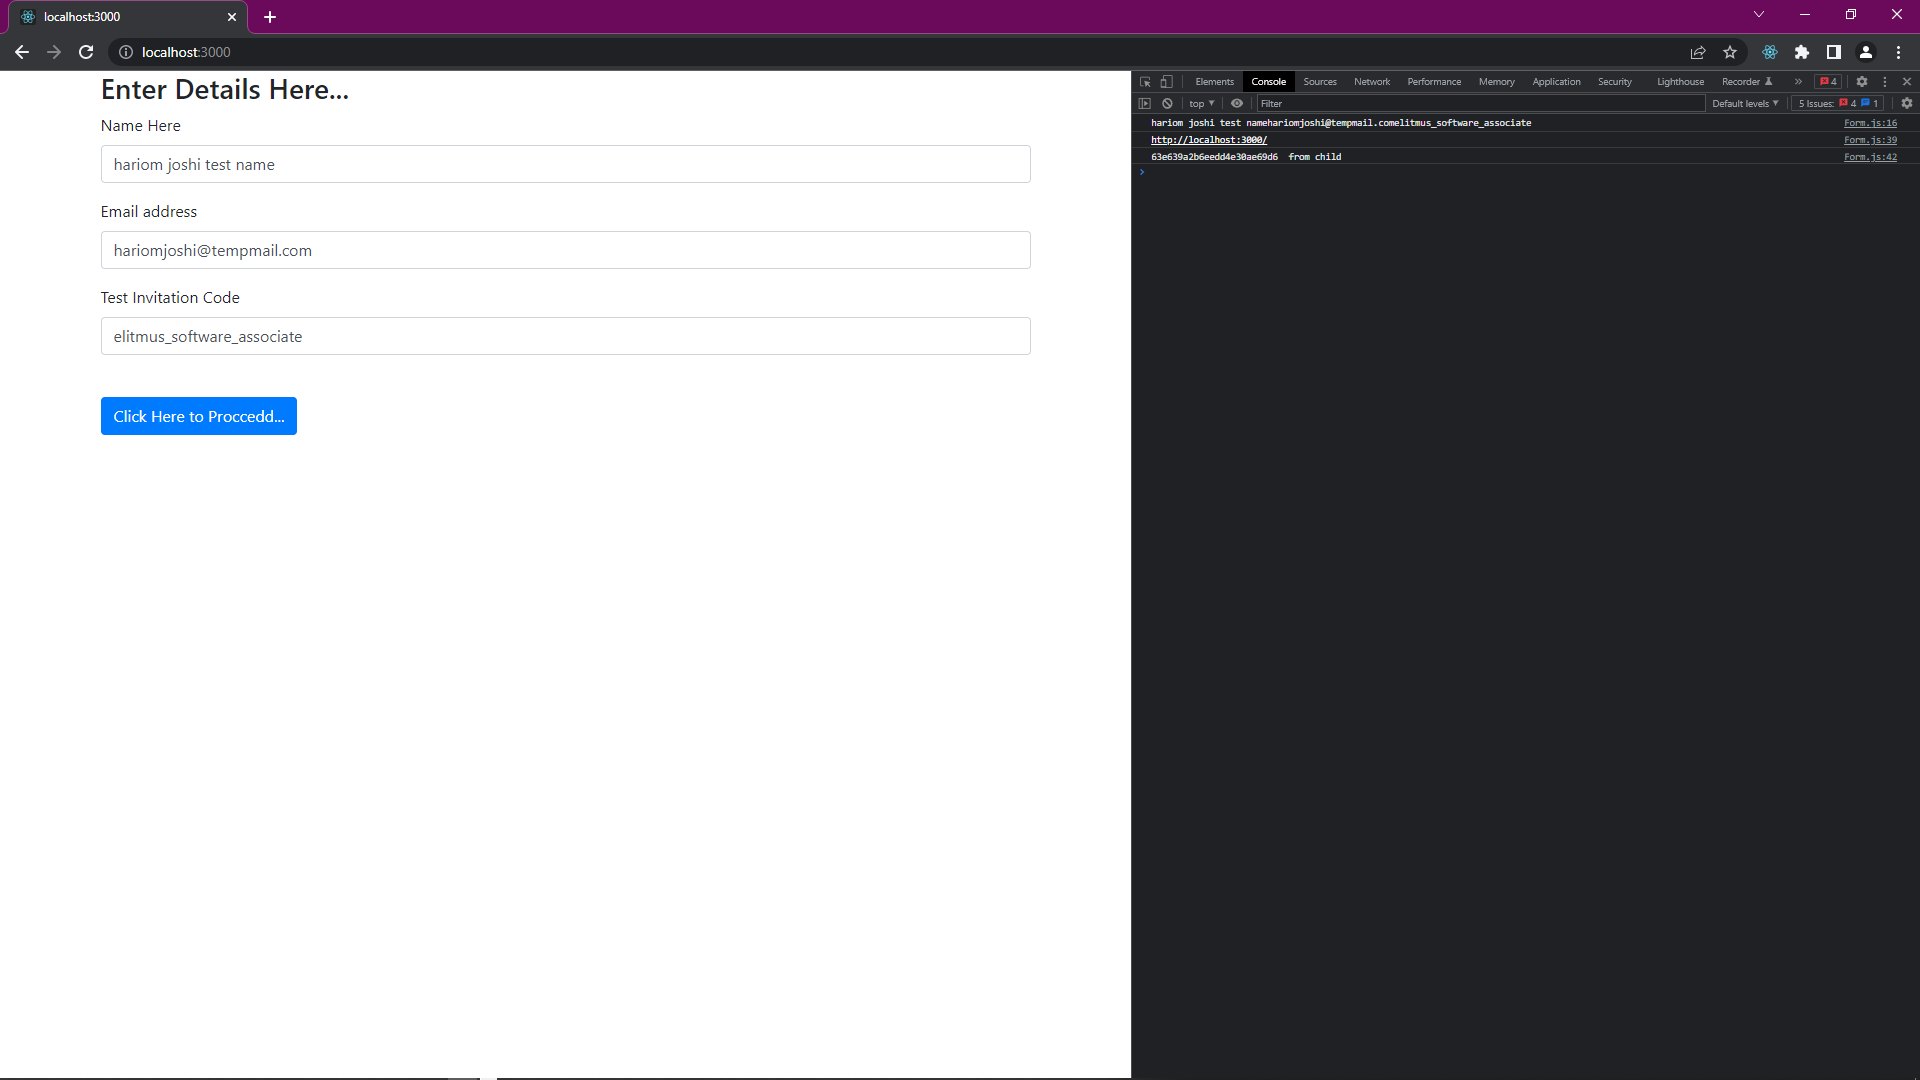 localhost:3000
localhost:3000
Enter Details Here...
Name Here
hariom joshi test name
Email address
hariomjoshi@tempmail.com
Test Invitation Code
elitmus_software_associate
Click Here to Proccedd...
Elements Console Sources Network Performance Memory Application Security Lighthouse Recorder » 4
top Filter Default levels 5 Issues: 4 1
hariom joshi test namehariomjoshi@tempmail.comelitmus_software_associate Form.js:16
http://localhost:3000/ Form.js:39
63e639a2b6eedd4e30ae69d6 from child Form.js:42